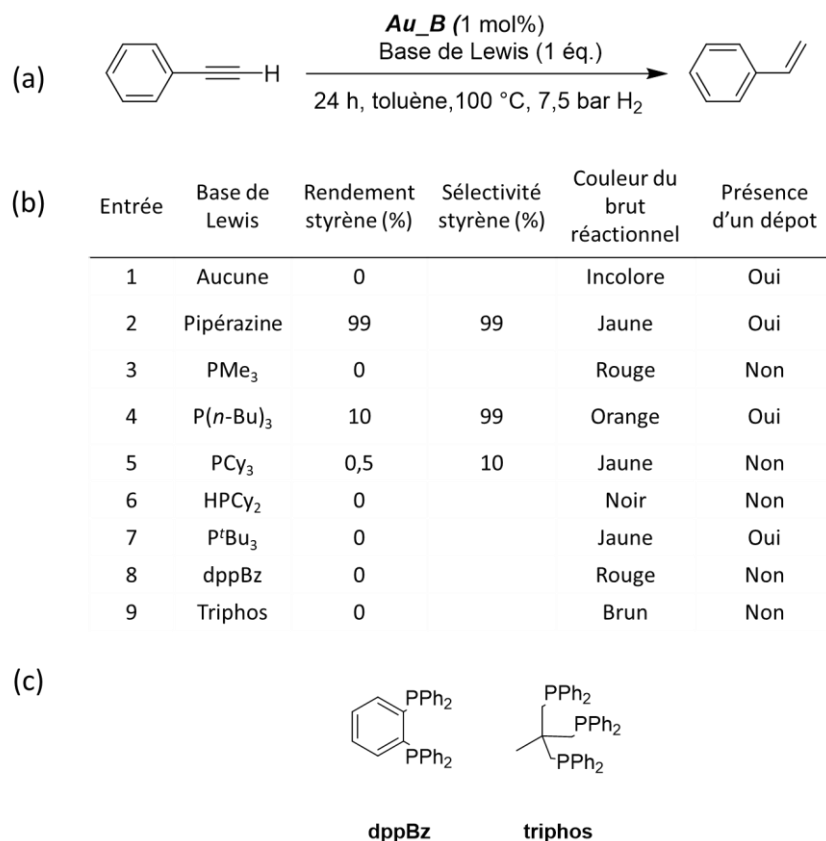 (a)
Au_B (1 mol%)
Base de Lewis (1 éq.)
H
24 h, toluène,100 °C, 7,5 bar H2
(b)
Entrée Base de Lewis Rendement styrène (%) Sélectivité styrène (%) Couleur du brut réactionnel Présence d'un dépot
1 Aucune 0 Incolore Oui
2 Pipérazine 99 99 Jaune Oui
3 PMe3 0 Rouge Non
4 P(n-Bu)3 10 99 Orange Oui
5 PCy3 0,5 10 Jaune Non
6 HPCy2 0 Noir Non
7 PtBu3 0 Jaune Oui
8 dppBz 0 Rouge Non
9 Triphos 0 Brun Non
(c)
PPh2
PPh2
PPh2
PPh2
PPh2
dppBz triphos